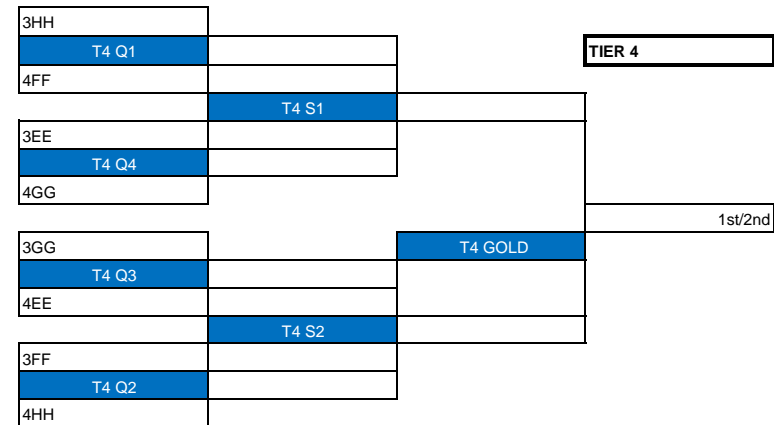 3HH
T4 Q1
TIER 4
4FF
T4 S1
3EE
T4 Q4
4GG
1st/2nd
3GG
T4 GOLD
T4 Q3
4EE
T4 S2
3FF
T4 Q2
4HH